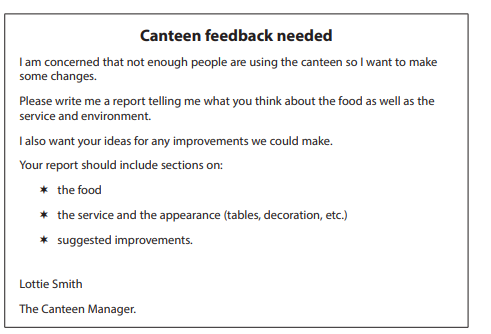 Canteen feedback needed
I am concerned that not enough people are using the canteen so I want to make
some changes.
Please write me a report telling me what you think about the food as well as the
service and environment.
I also want your ideas for any improvements we could make.
Your report should include sections on:
✶ the food
✶ the service and the appearance (tables, decoration, etc.)
✶ suggested improvements.
Lottie Smith
The Canteen Manager.